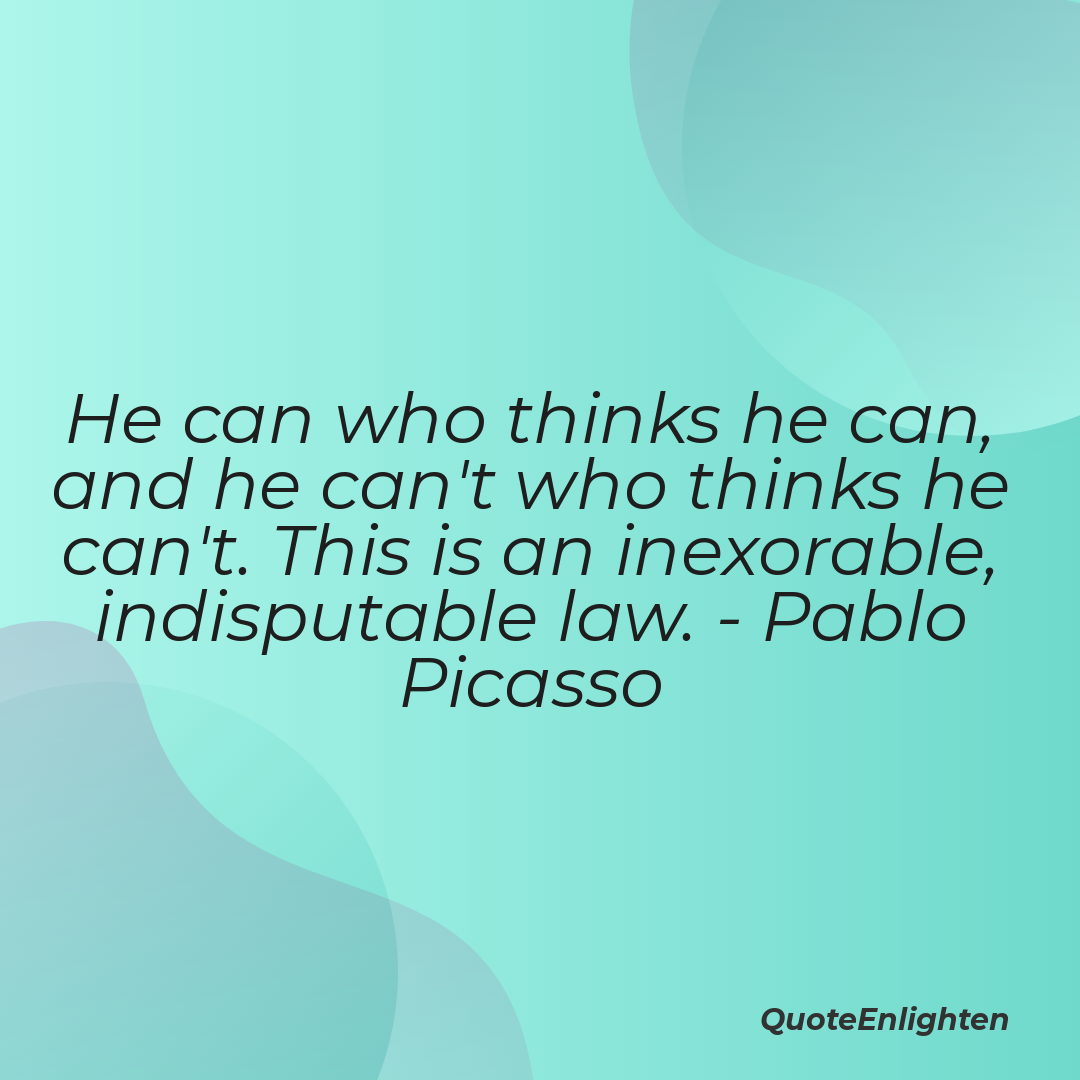 He can who thinks he can,
and he can't who thinks he
can't. This is an inexorable,
indisputable law. - Pablo
Picasso
QuoteEnlighten